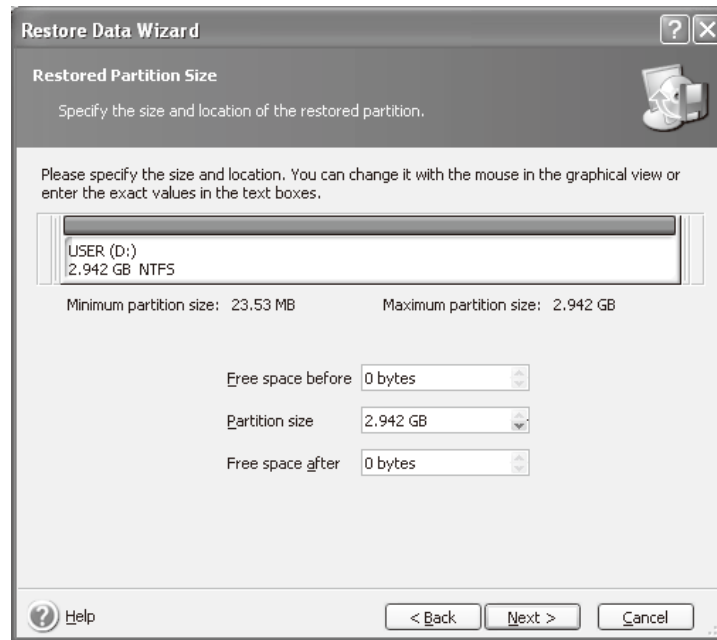 Restore Data Wizard
Restored Partition Size
Specify the size and location of the restored partition.
Please specify the size and location. You can change it with the mouse in the graphical view or
enter the exact values in the text boxes.
USER (D:)
2.942 GB NTFS
Minimum partition size: 23.53 MB Maximum partition size: 2.942 GB
Free space before 0 bytes
Partition size 2.942 GB
Free space after 0 bytes
? Help < Back Next > Cancel